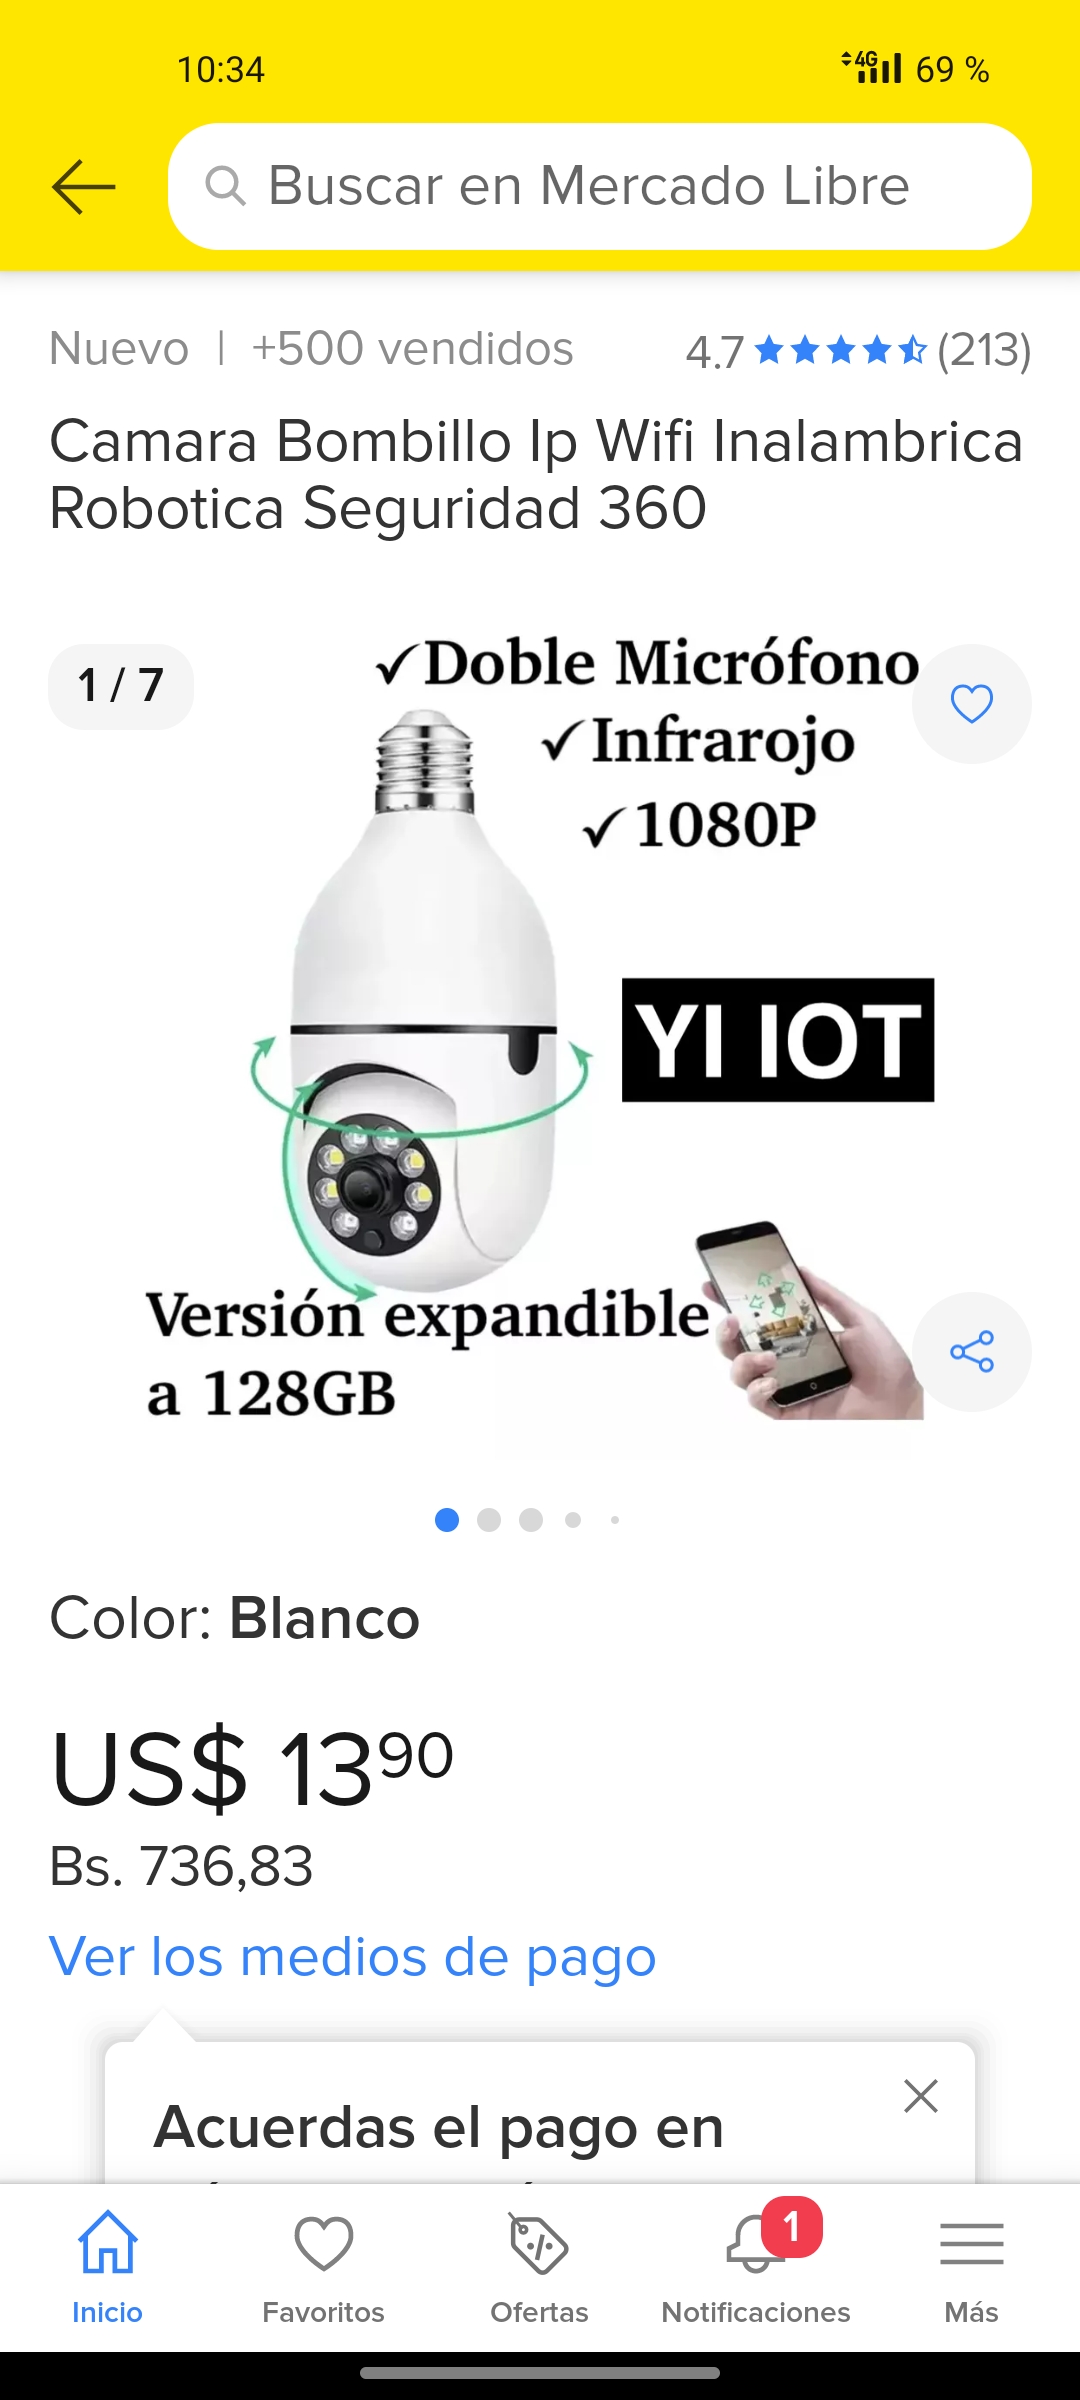 10:34
4G 69 %
Buscar en Mercado Libre
Nuevo | +500 vendidos
4.7 (213)
Camara Bombillo Ip Wifi Inalambrica
Robotica Seguridad 360
1 / 7
✓Doble Micrófono
✓Infrarojo
✓1080P
YI IOT
Versión expandible
a 128GB
Color: Blanco
US$ 13⁹⁰
Bs. 736,83
Ver los medios de pago
Acuerdas el pago en
1
Inicio
Favoritos
Ofertas
Notificaciones
Más